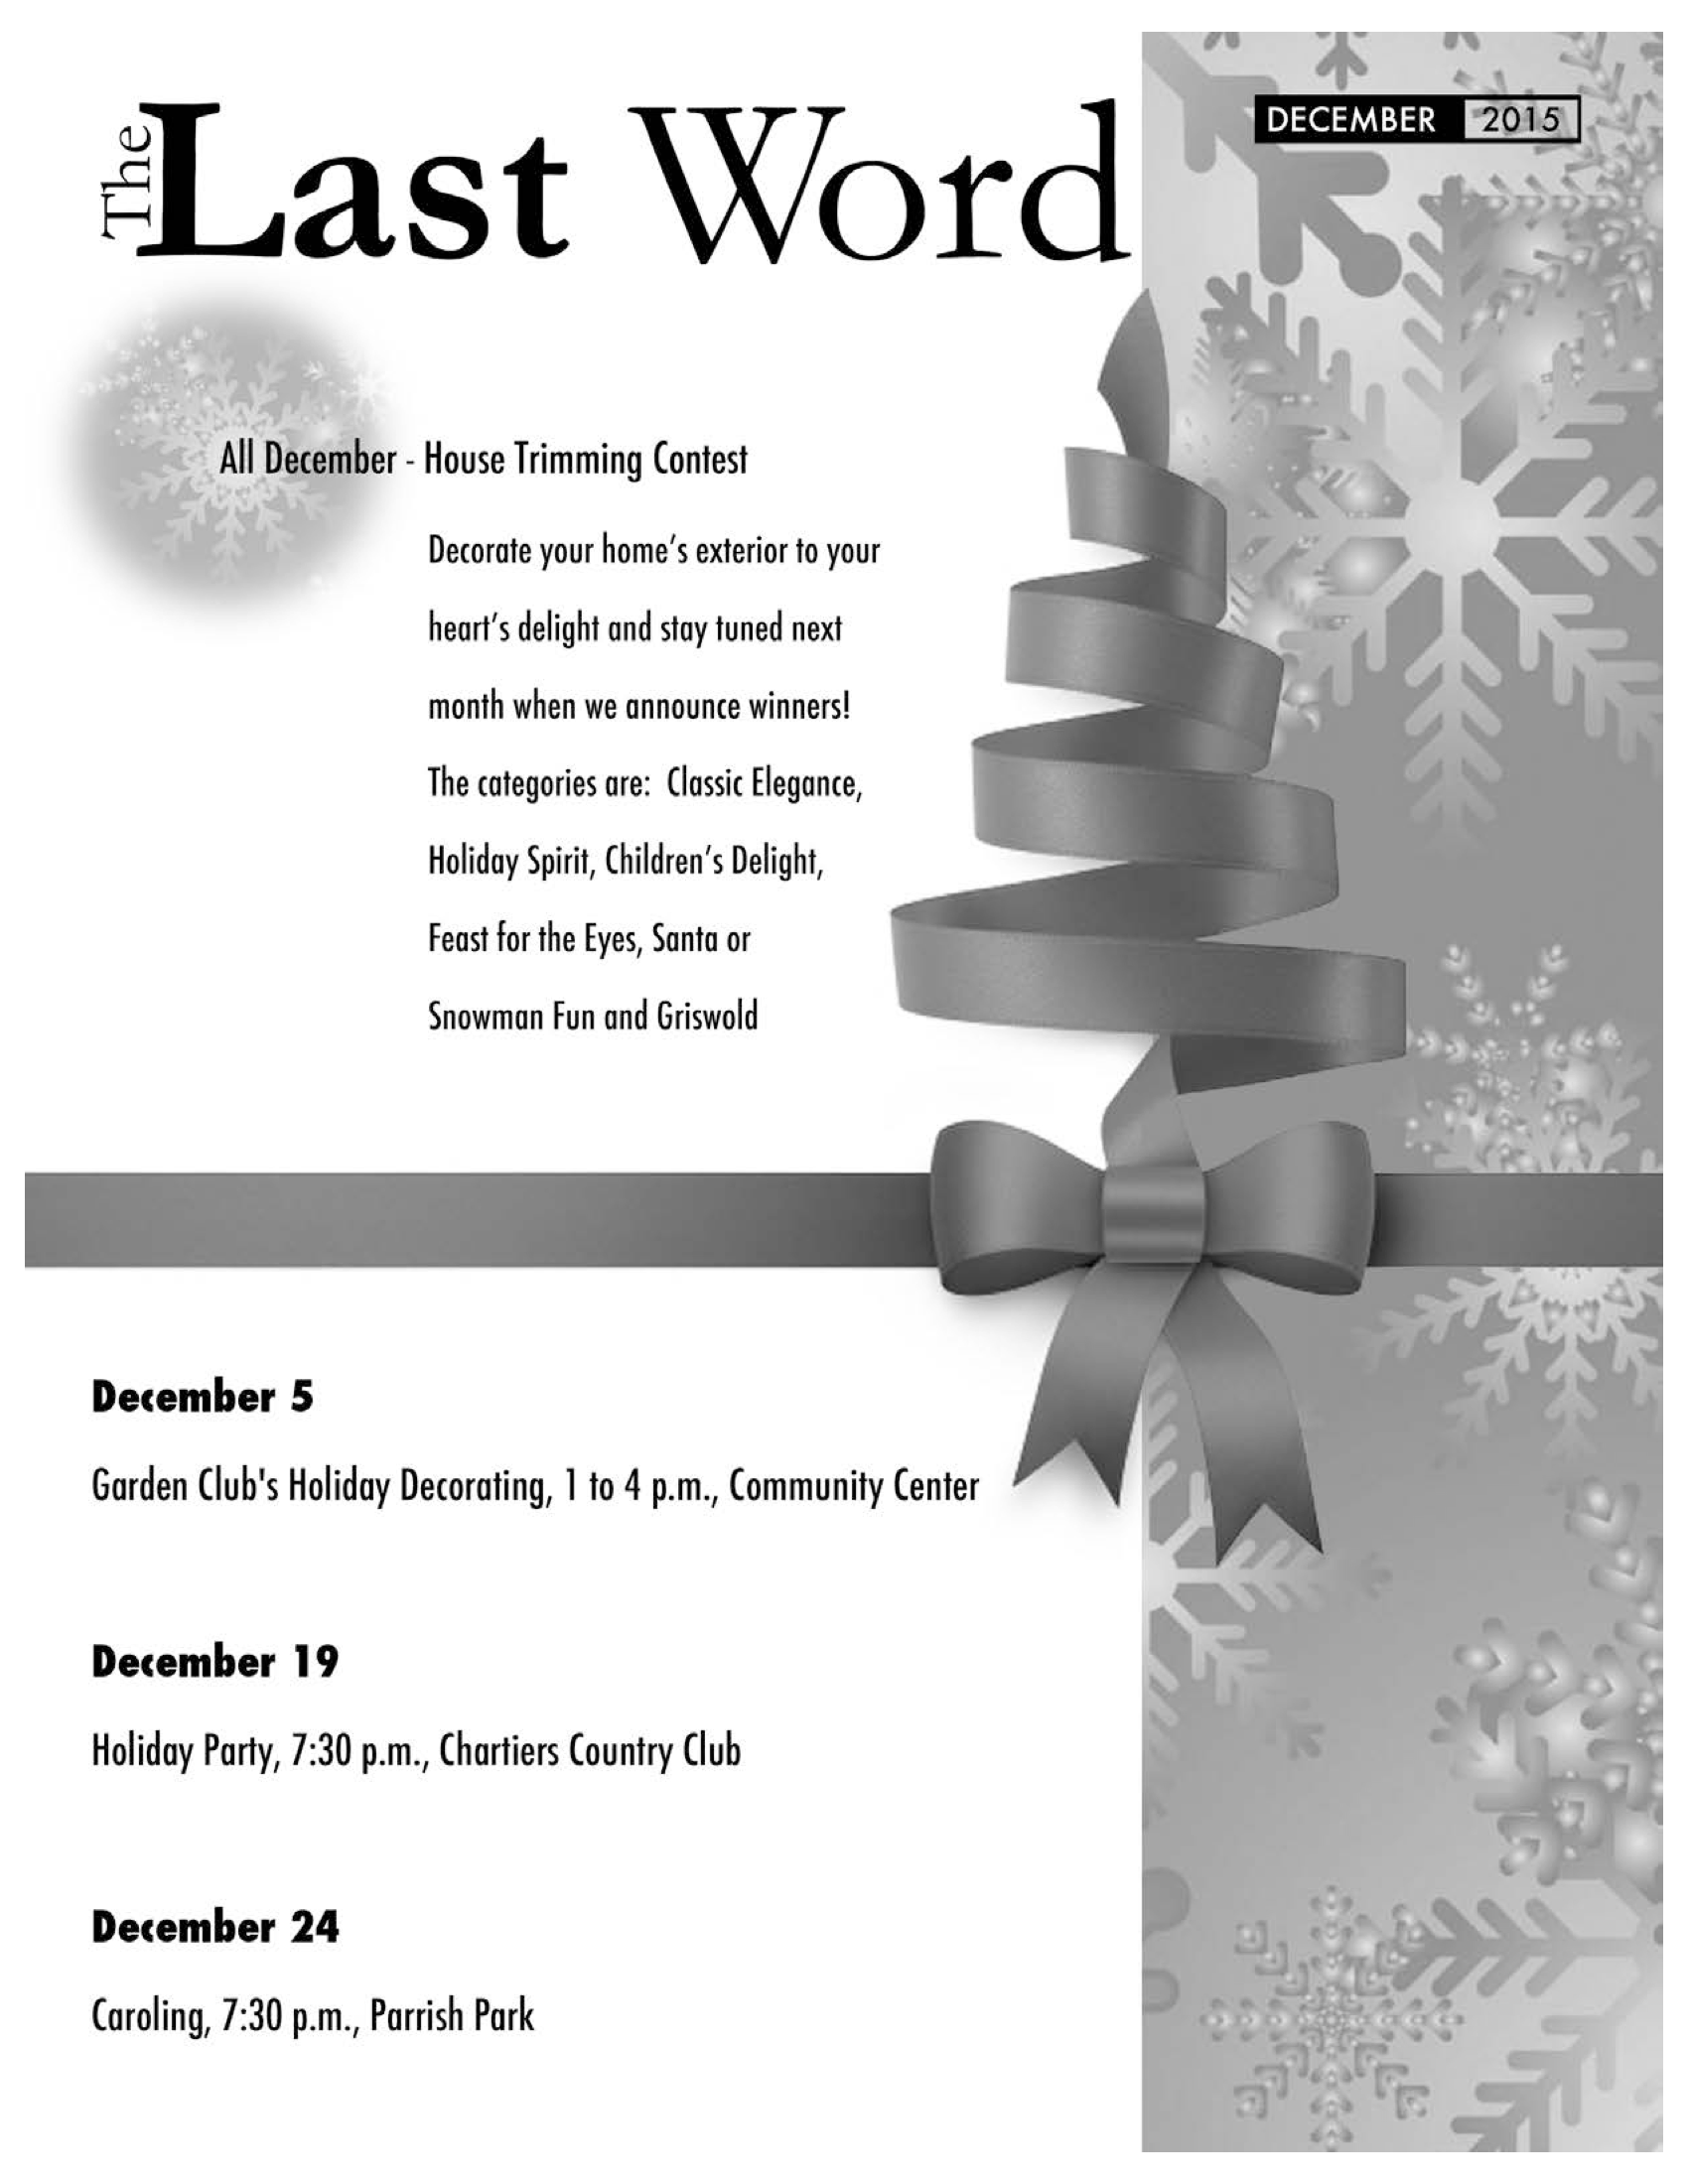 The Last Word
DECEMBER 2015
All December - House Trimming Contest
Decorate your home's exterior to your
heart's delight and stay tuned next
month when we announce winners!
The categories are:  Classic Elegance,
Holiday Spirit, Children's Delight,
Feast for the Eyes, Santa or
Snowman Fun and Griswold
December 5
Garden Club's Holiday Decorating, 1 to 4 p.m., Community Center
December 19
Holiday Party, 7:30 p.m., Chartiers Country Club
December 24
Caroling, 7:30 p.m., Parrish Park